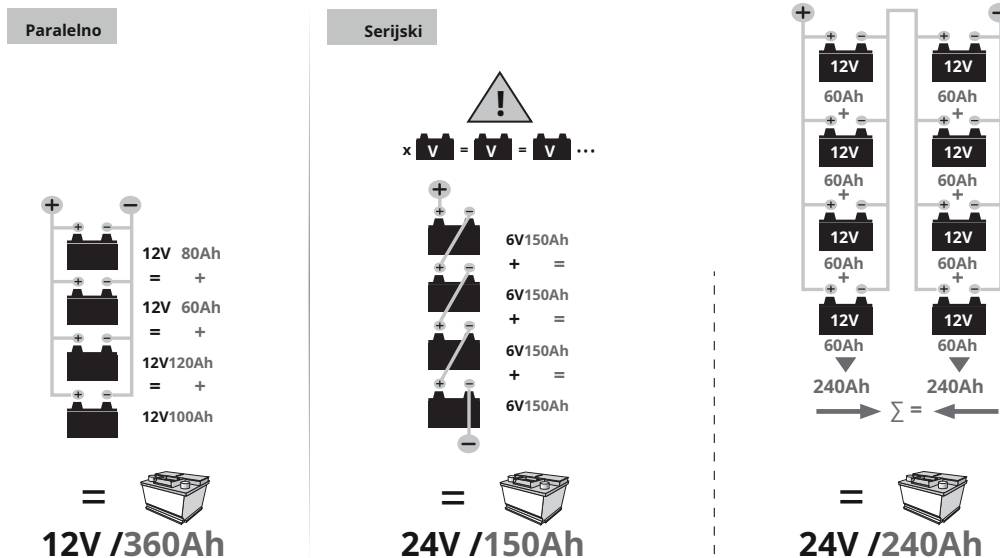 Paralelno
12V 80Ah
= +
12V 60Ah
= +
12V120Ah
= +
12V100Ah
=
12V /360Ah
Serijski
!
x V = V = V ...
6V150Ah
+ =
6V150Ah
+ =
6V150Ah
+ =
6V150Ah
=
24V /150Ah
12V 12V
60Ah 60Ah
+ +
12V 12V
60Ah 60Ah
+ +
12V 12V
60Ah 60Ah
+ +
12V 12V
60Ah 60Ah
240Ah 240Ah
∑ =
=
24V /240Ah